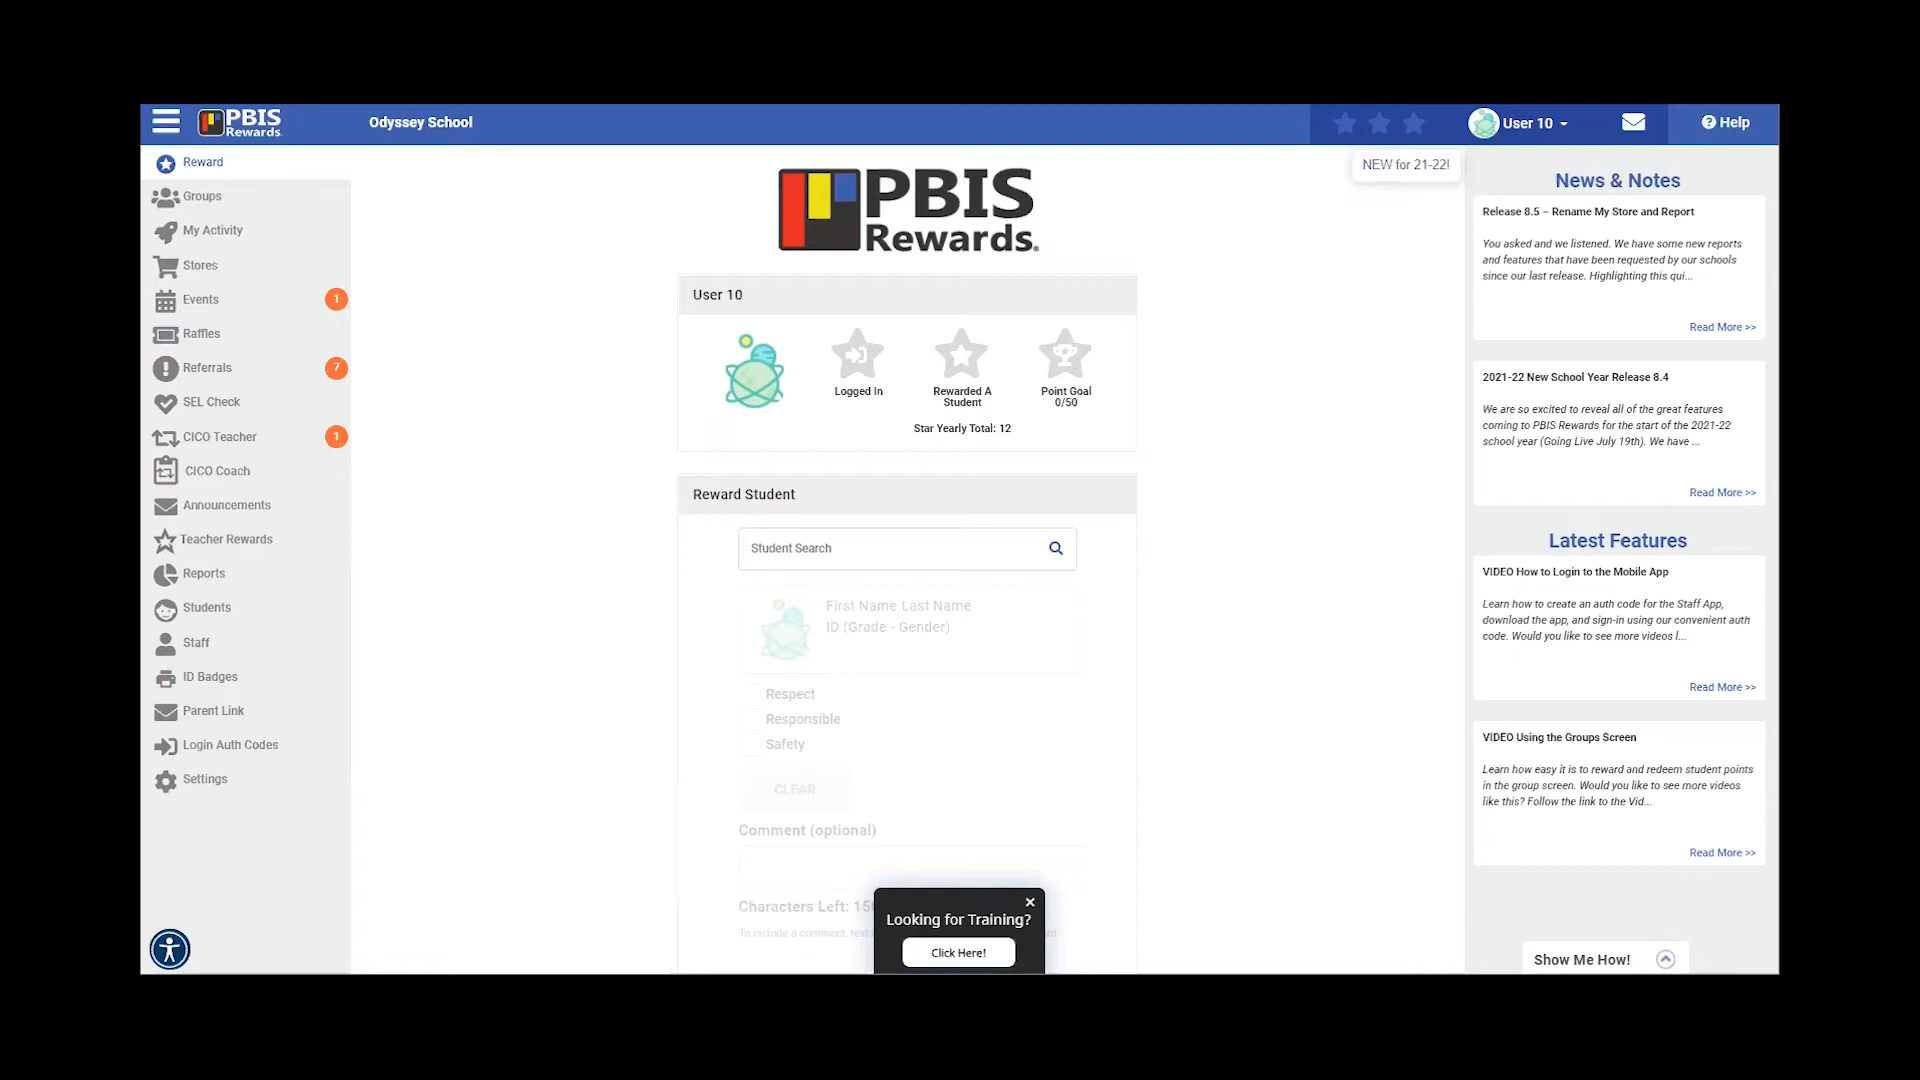 PBIS
Rewards.
Odyssey School
User 10
Help
Reward
Groups
My Activity
Stores
Events
1
Raffles
Referrals
7
SEL Check
CICO Teacher
1
CICO Coach
Announcements
Teacher Rewards
Reports
Students
Staff
ID Badges
Parent Link
Login Auth Codes
Settings
PBIS
Rewards.
NEW for 21-22!
User 10
Logged In
Rewarded A
Student
Point Goal
0/50
Star Yearly Total: 12
Reward Student
Student Search
First Name Last Name
ID (Grade - Gender)
Respect
Responsible
Safety
CLEAR
Comment (optional)
Characters Left: 15
To include a comment, text
Looking for Training?
Click Here!
News & Notes
Release 8.5 – Rename My Store and Report
You asked and we listened. We have some new reports
and features that have been requested by our schools
since our last release. Highlighting this qui...
Read More >>
2021-22 New School Year Release 8.4
We are so excited to reveal all of the great features
coming to PBIS Rewards for the start of the 2021-22
school year (Going Live July 19th). We have ...
Read More >>
Latest Features
VIDEO How to Login to the Mobile App
Learn how to create an auth code for the Staff App,
download the app, and sign-in using our convenient auth
code. Would you like to see more videos l...
Read More >>
VIDEO Using the Groups Screen
Learn how easy it is to reward and redeem student points
in the group screen. Would you like to see more videos
like this? Follow the link to the Vid...
Read More >>
Show Me How!